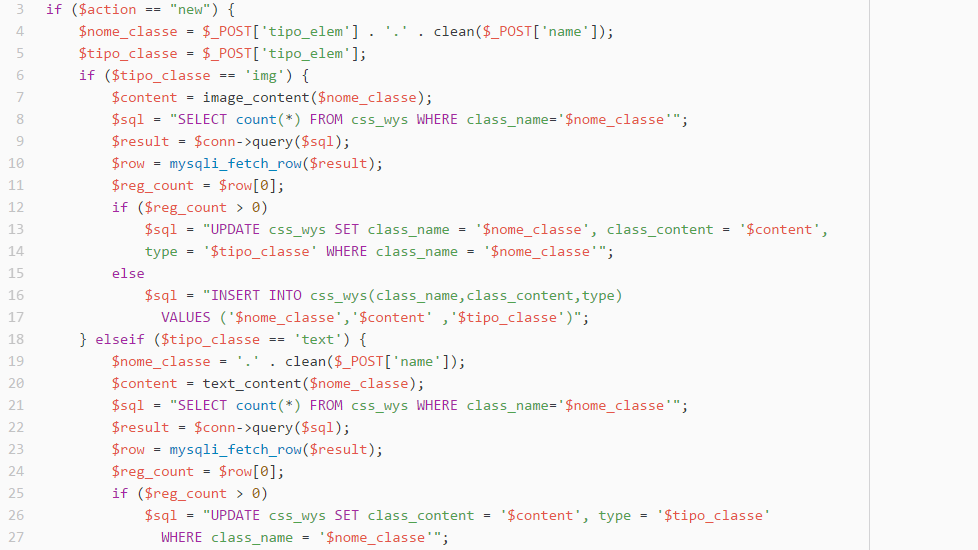 3 if ($action == "new") {
4 $nome_classe = $_POST['tipo_elem'] . '.' . clean($_POST['name']);
5 $tipo_classe = $_POST['tipo_elem'];
6 if ($tipo_classe == 'img') {
7 $content = image_content($nome_classe);
8 $sql = "SELECT count(*) FROM css_wys WHERE class_name='$nome_classe'";
9 $result = $conn->query($sql);
10 $row = mysqli_fetch_row($result);
11 $reg_count = $row[0];
12 if ($reg_count > 0)
13 $sql = "UPDATE css_wys SET class_name = '$nome_classe', class_content = '$content',
14 type = '$tipo_classe' WHERE class_name = '$nome_classe'";
15 else
16 $sql = "INSERT INTO css_wys(class_name,class_content,type)
17 VALUES ('$nome_classe','$content' ,'$tipo_classe')";
18 } elseif ($tipo_classe == 'text') {
19 $nome_classe = '.' . clean($_POST['name']);
20 $content = text_content($nome_classe);
21 $sql = "SELECT count(*) FROM css_wys WHERE class_name='$nome_classe'";
22 $result = $conn->query($sql);
23 $row = mysqli_fetch_row($result);
24 $reg_count = $row[0];
25 if ($reg_count > 0)
26 $sql = "UPDATE css_wys SET class_content = '$content', type = '$tipo_classe'
27 WHERE class_name = '$nome_classe'";